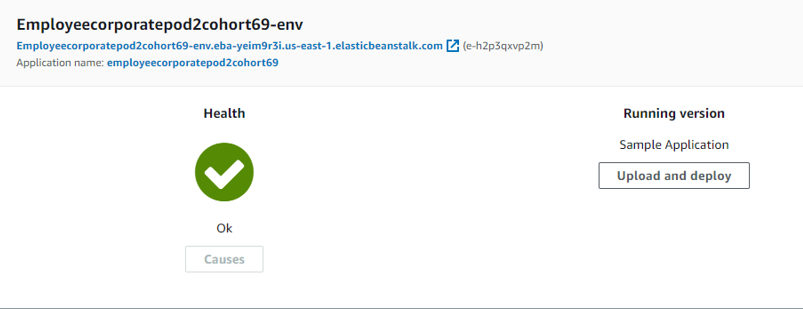 Employeecorporatepod2cohort69-env
Employeecorporatepod2cohort69-env.eba-yeim9r3i.us-east-1.elasticbeanstalk.com (e-h2p3qxvp2m)
Application name: employeecorporatepod2cohort69
Health
Running version
Sample Application
Upload and deploy
Ok
Causes